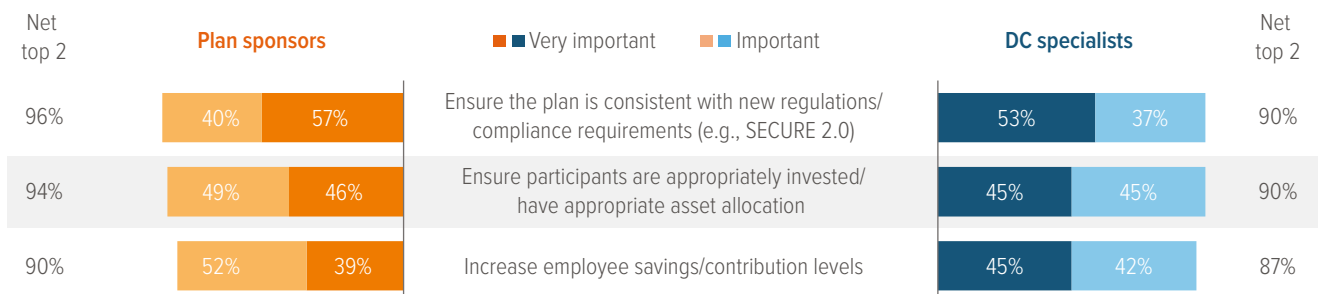 Net
top 2
Plan sponsors
Very important
Important
DC specialists
Net
top 2
96%
40%
57%
Ensure the plan is consistent with new regulations/
compliance requirements (e.g., SECURE 2.0)
53%
37%
90%
94%
49%
46%
Ensure participants are appropriately invested/
have appropriate asset allocation
45%
45%
90%
90%
52%
39%
Increase employee savings/contribution levels
45%
42%
87%